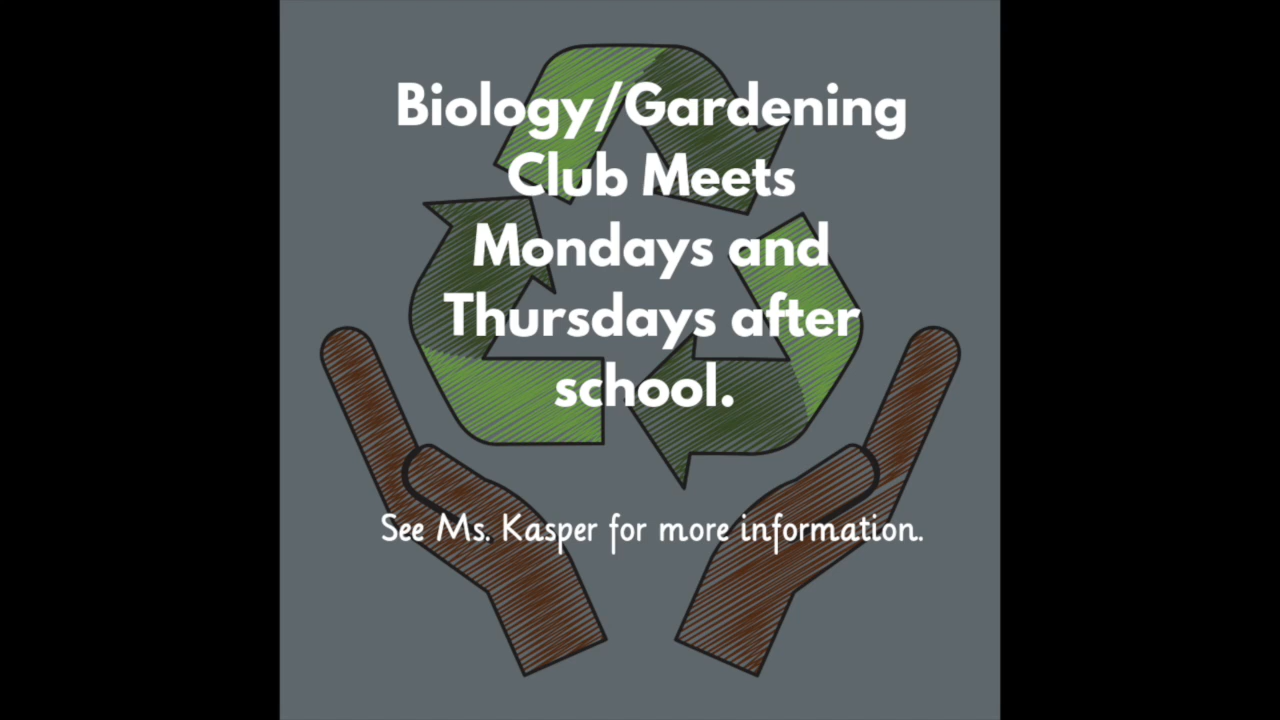 Biology/Gardening
Club Meets
Mondays and
Thursdays after
school.
See Ms. Kasper for more information.